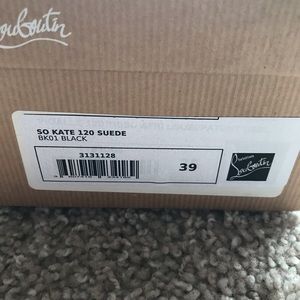 Louboutin
SO KATE 120 SUEDE
BK01 BLACK
3131128
39
Christian
Louboutin